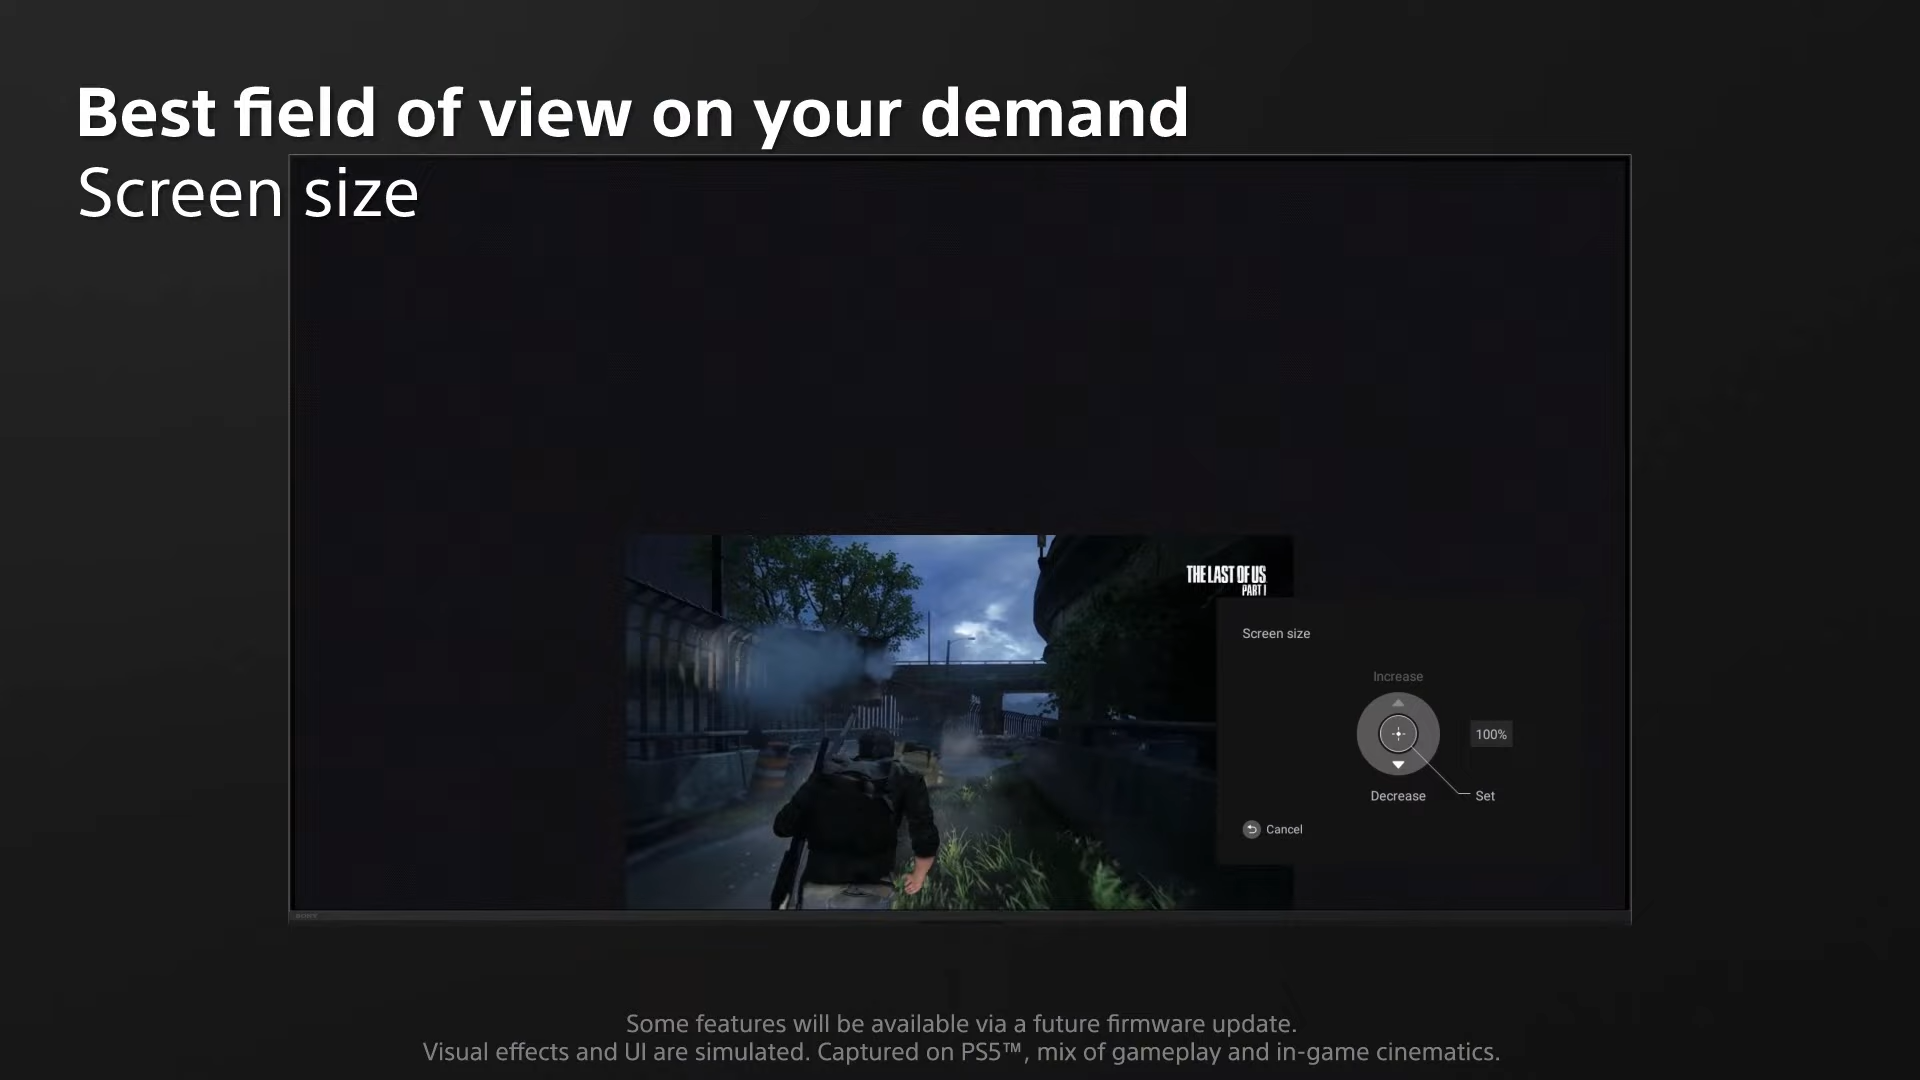 Best field of view on your demand
Screen size
THE LAST OF US
PART I
Screen size
Increase
100%
Decrease
Set
Cancel
SONY
Some features will be available via a future firmware update.
Visual effects and UI are simulated. Captured on PS5™, mix of gameplay and in-game cinematics.